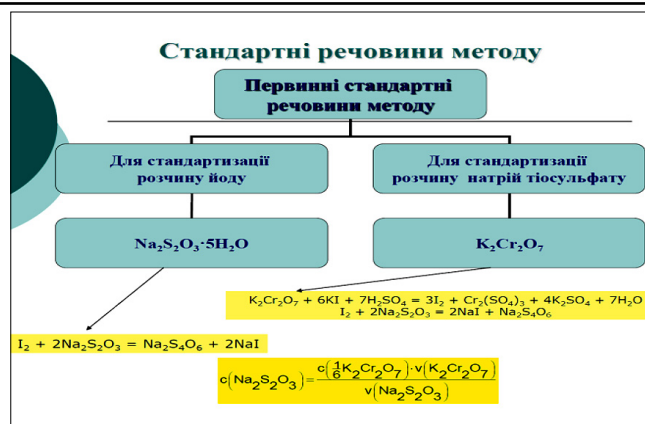 Стандартні речовини методу
Первинні стандартні
речовини методу
Для стандартизації
розчину йоду
Для стандартизації
розчину натрій тіосульфату
Na₂S₂O₃·5H₂O
K₂Cr₂O₇
K₂Cr₂O₇ + 6KI + 7H₂SO₄ = 3I₂ + Cr₂(SO₄)₃ + 4K₂SO₄ + 7H₂O
I₂ + 2Na₂S₂O₃ = 2NaI + Na₂S₄O₆
I₂ + 2Na₂S₂O₃ = Na₂S₄O₆ + 2NaI
c(Na₂S₂O₃)=c(1/6K₂Cr₂O₇)·v(K₂Cr₂O₇)/v(Na₂S₂O₃)